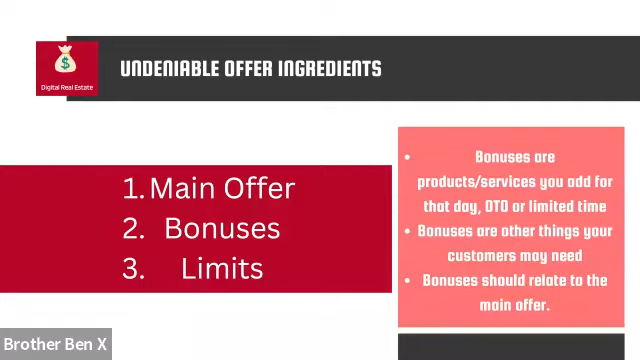 Digital Real Estate
UNDENIABLE OFFER INGREDIENTS
1. Main Offer
2. Bonuses
3. Limits
• Bonuses are
products/services you add for
that day, OTO or limited time
• Bonuses are other things your
customers may need
• Bonuses should relate to the
main offer.
Brother Ben X